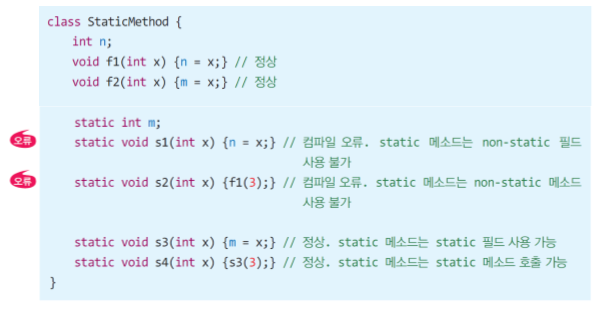 class StaticMethod {
int n;
void f1(int x) {n = x;} // 정상
void f2(int x) {m = x;} // 정상
static int m;
오류 static void s1(int x) {n = x;} // 컴파일 오류. static 메소드는 non-static 필드
사용 불가
오류 static void s2(int x) {f1(3);} // 컴파일 오류. static 메소드는 non-static 메소드
사용 불가
static void s3(int x) {m = x;} // 정상. static 메소드는 static 필드 사용 가능
static void s4(int x) {s3(3);} // 정상. static 메소드는 static 메소드 호출 가능
}